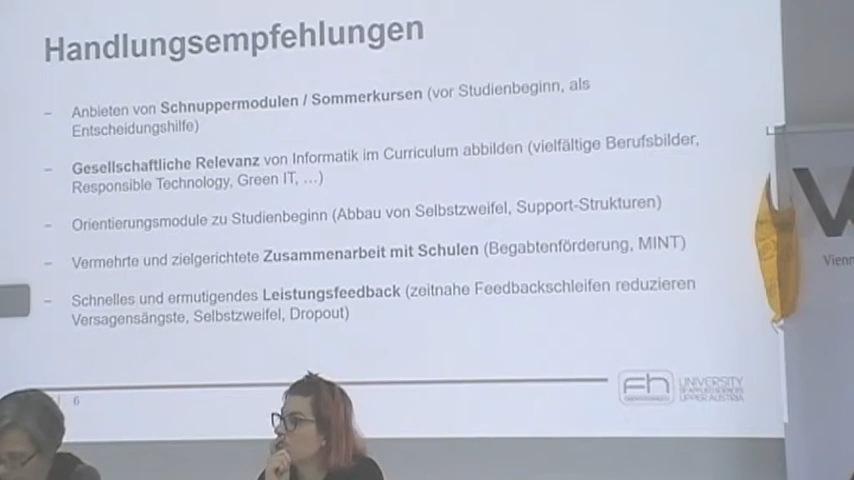 Handlungsempfehlungen
– Anbieten von Schnuppermodulen / Sommerkursen (vor Studienbeginn, als
Entscheidungshilfe)
– Gesellschaftliche Relevanz von Informatik im Curriculum abbilden (vielfältige Berufsbilder,
Responsible Technology, Green IT, …)
– Orientierungsmodule zu Studienbeginn (Abbau von Selbstzweifel, Support-Strukturen)
– Vermehrte und zielgerichtete Zusammenarbeit mit Schulen (Begabtenförderung, MINT)
– Schnelles und ermutigendes Leistungsfeedback (zeitnahe Feedbackschleifen reduzieren
Versagensängste, Selbstzweifel, Dropout)
6
fh
UNIVERSITY
OF APPLIED SCIENCES
UPPER AUSTRIA
W
Vienn